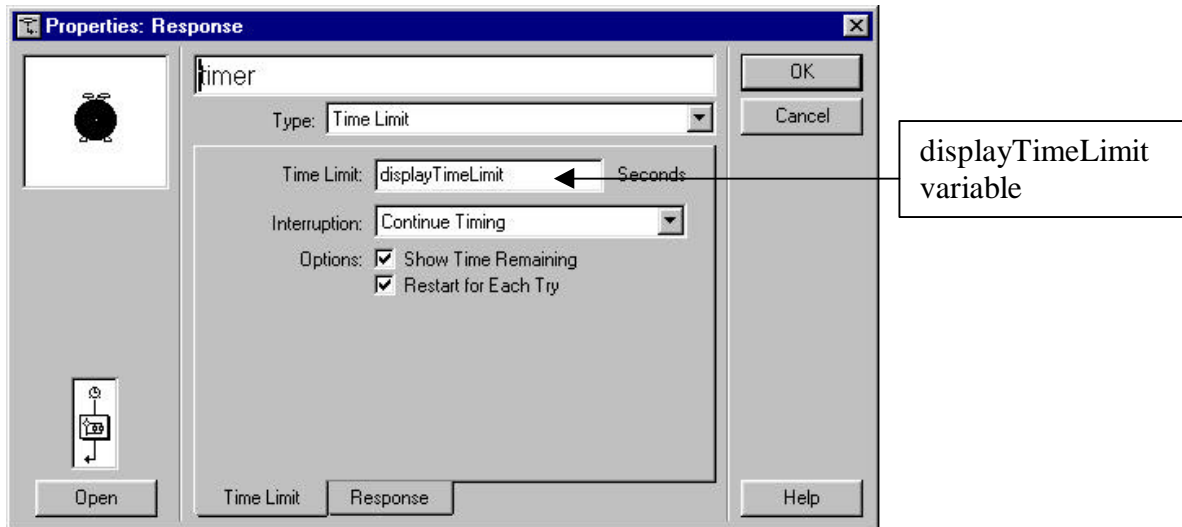 Properties: Response
timer
OK
Type: Time Limit
Cancel
Time Limit: displayTimeLimit Seconds
displayTimeLimit
variable
Interruption: Continue Timing
Options: Show Time Remaining
Restart for Each Try
Open
Time Limit
Response
Help